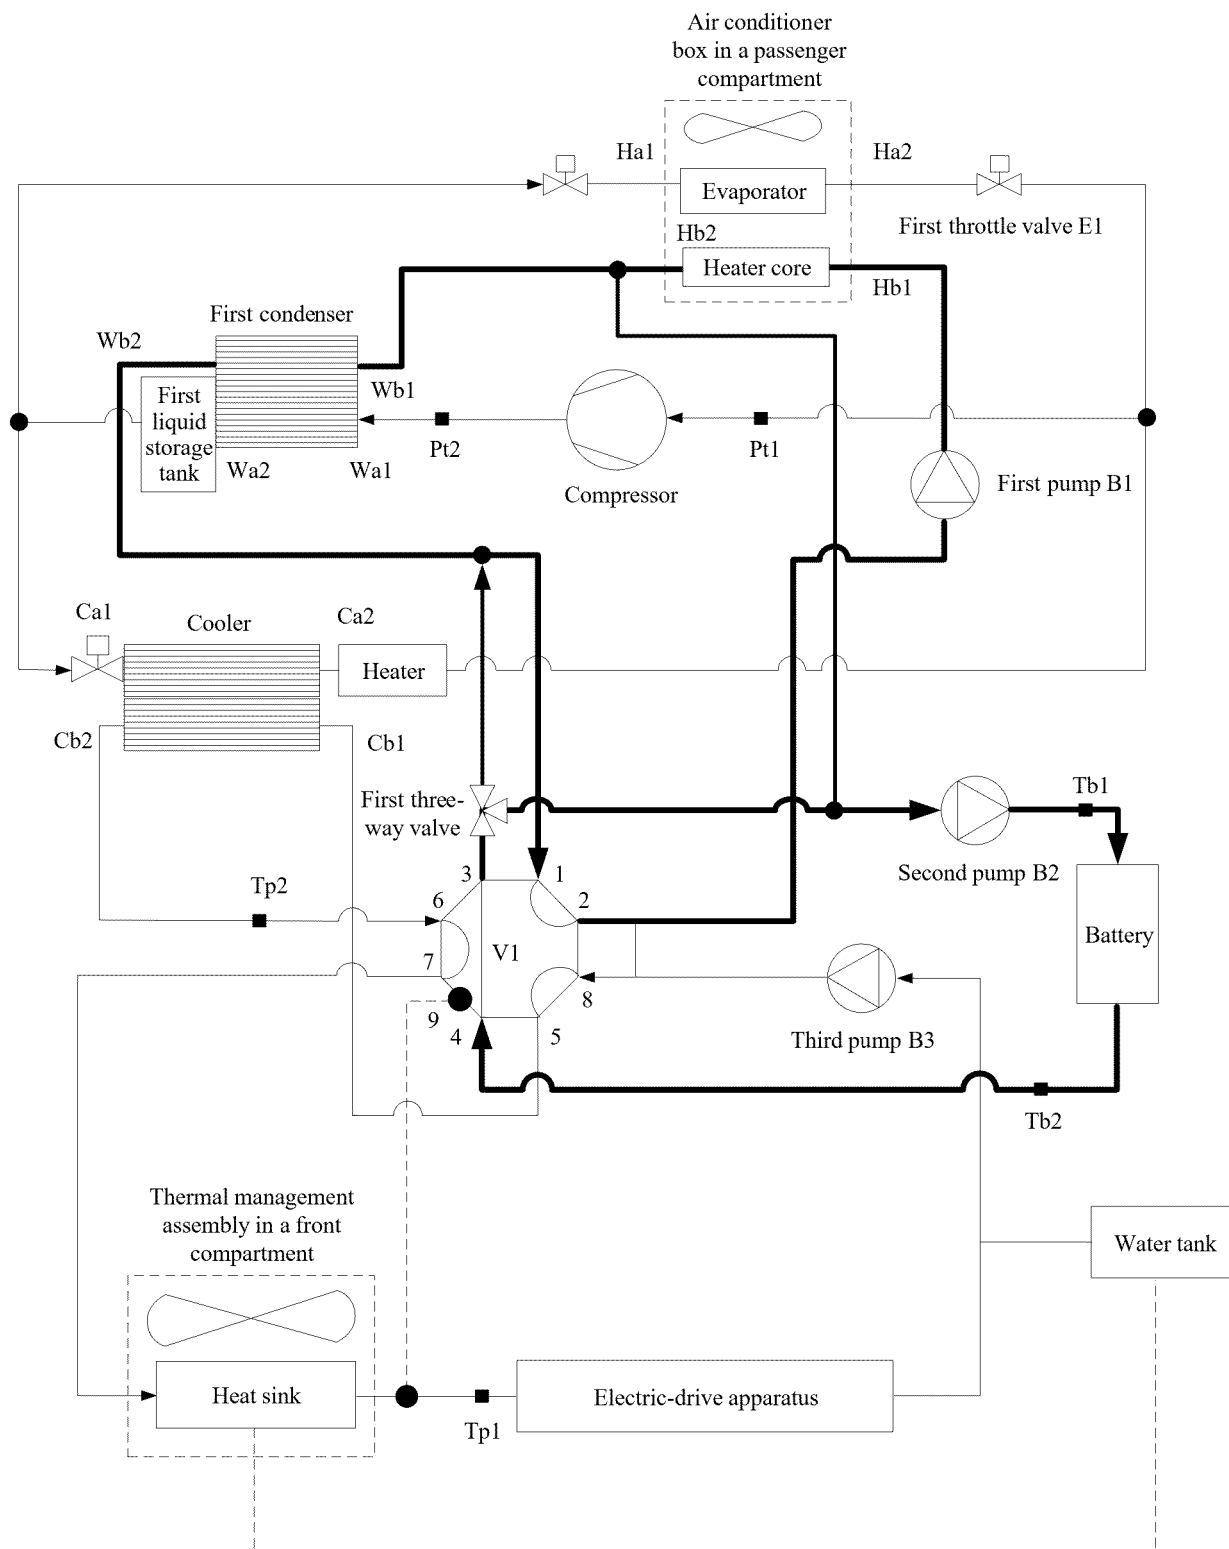 Air conditioner
box in a passenger
compartment
Ha1
Ha2
Evaporator
First throttle valve E1
Hb2
Heater core
Hb1
First condenser
Wb2
Wb1
First
liquid
storage
tank
Wa2
Wa1
Pt2
Pt1
Compressor
First pump B1
Ca1
Cooler
Ca2
Heater
Cb2
Cb1
First three-
way valve
Tb1
Second pump B2
Tp2
3
1
6
2
V1
Battery
7
8
9
4
5
Third pump B3
Tb2
Thermal management
assembly in a front
compartment
Water tank
Heat sink
Electric-drive apparatus
Tp1